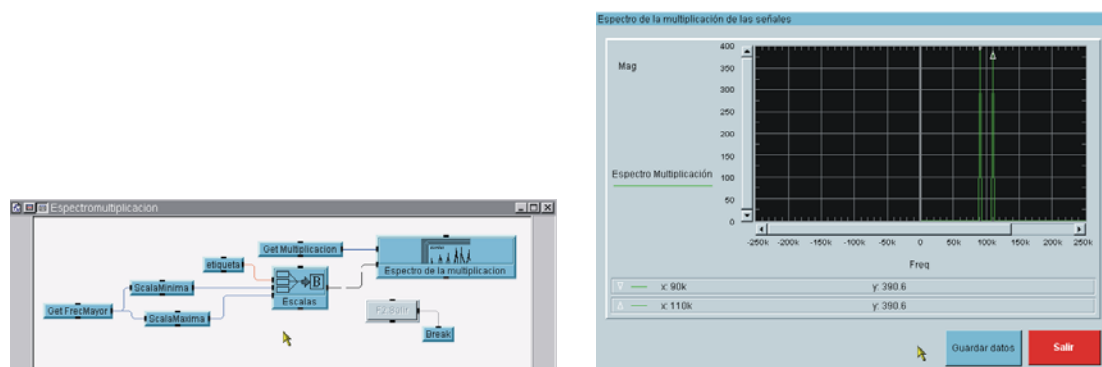 Espectromultiplicacion
Get Multiplicacion
Espectro de la multiplicacion
etiqueta
ScalaMinima
Escalas
Get FrecMayor
ScalaMaxima
F2 Salir
Break
Espectro de la multiplicación de las señales
Mag
400
350
300
250
200
150
100
50
0
Espectro Multiplicación
-250k -200k -150k -100k -50k 0 50k 100k 150k 200k 250k
Freq
x: 90k y: 390.6
x: 110k y: 390.6
Guardar datos
Salir